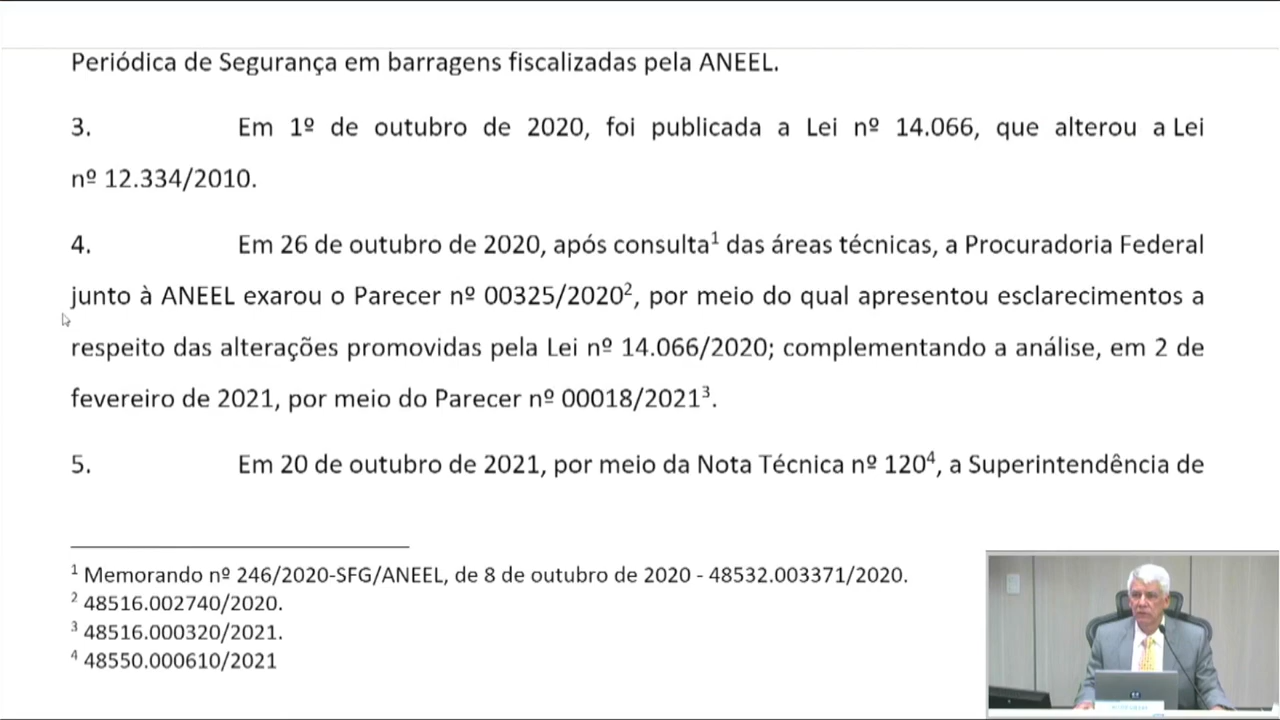 Periódica de Segurança em barragens fiscalizadas pela ANEEL.
3. Em 1º de outubro de 2020, foi publicada a Lei nº 14.066, que alterou a Lei
nº 12.334/2010.
4. Em 26 de outubro de 2020, após consulta¹ das áreas técnicas, a Procuradoria Federal
junto à ANEEL exarou o Parecer nº 00325/2020², por meio do qual apresentou esclarecimentos a
respeito das alterações promovidas pela Lei nº 14.066/2020; complementando a análise, em 2 de
fevereiro de 2021, por meio do Parecer nº 00018/2021³.
5. Em 20 de outubro de 2021, por meio da Nota Técnica nº 120⁴, a Superintendência de
¹ Memorando nº 246/2020-SFG/ANEEL, de 8 de outubro de 2020 - 48532.003371/2020.
² 48516.002740/2020.
³ 48516.000320/2021.
⁴ 48550.000610/2021